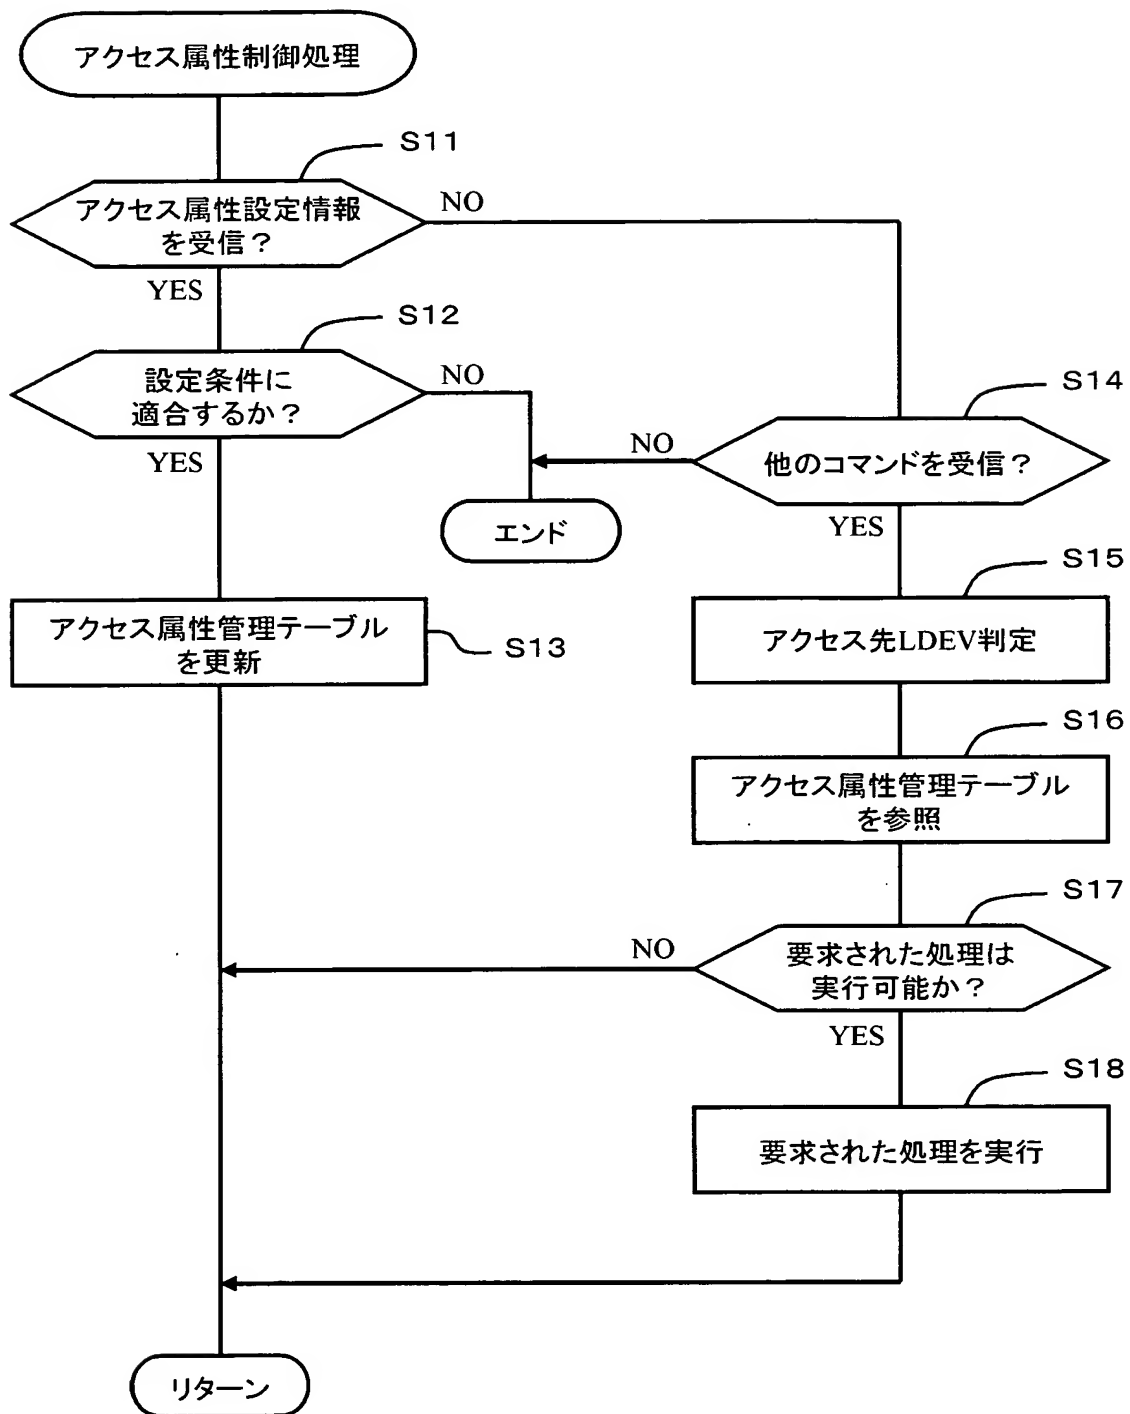 アクセス属性制御処理
S11
アクセス属性設定情報
を受信？
NO
YES
S12
設定条件に
適合するか？
NO
YES
S14
他のコマンドを受信？
NO
YES
エンド
S13
アクセス属性管理テーブル
を更新
S15
アクセス先LDEV判定
S16
アクセス属性管理テーブル
を参照
S17
要求された処理は
実行可能か？
NO
YES
S18
要求された処理を実行
リターン